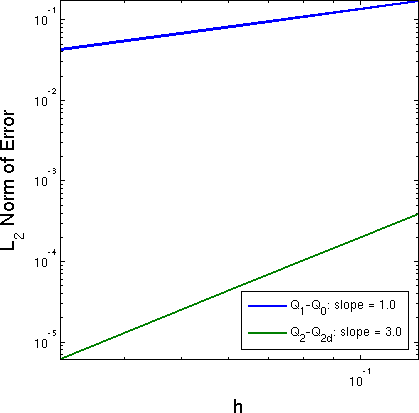 10⁻¹
10⁻²
10⁻³
10⁻⁴
10⁻⁵
L₂ Norm of Error
Q₁-Q₀: slope = 1.0
Q₂-Q₂d: slope = 3.0
10⁻¹
h